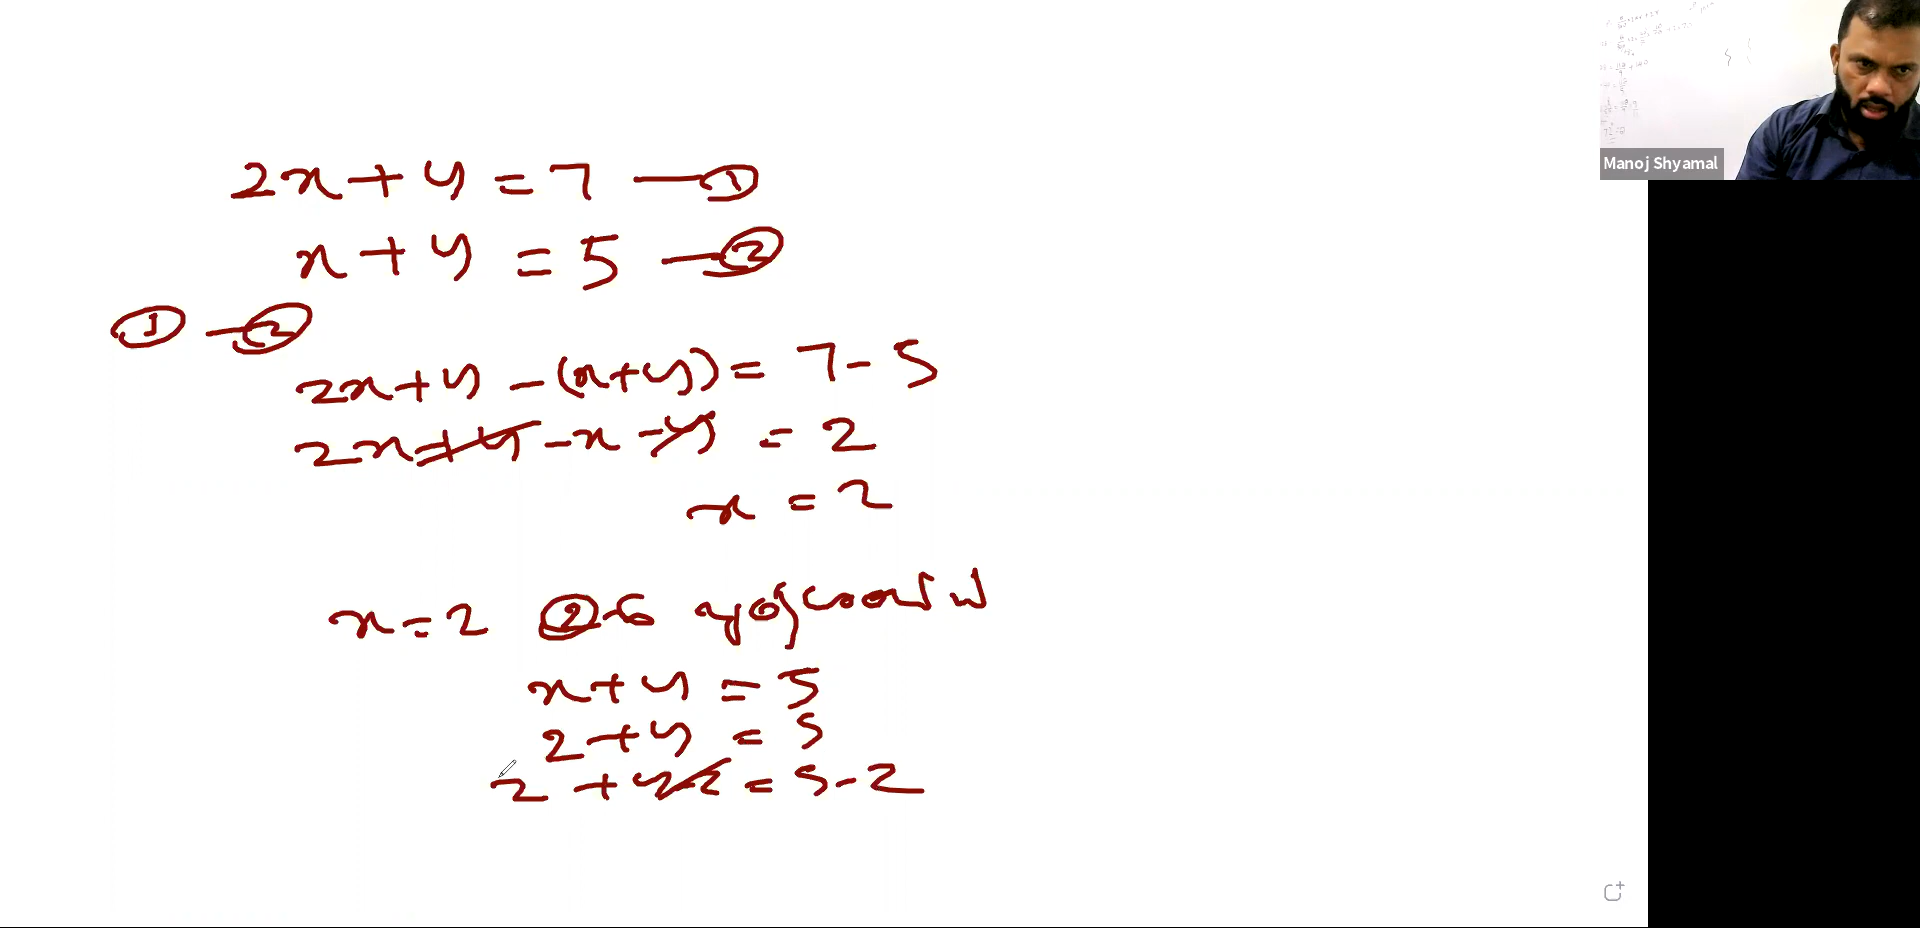 2x + y = 7 — ①
x + y = 5 — ②
① - ②
2x + y - (x + y) = 7 - 5
2x + y - x - y = 2
x = 2
x = 2 ②
x + y = 5
2 + y = 5
2 + y - 2 = 5 - 2
Manoj Shyamal